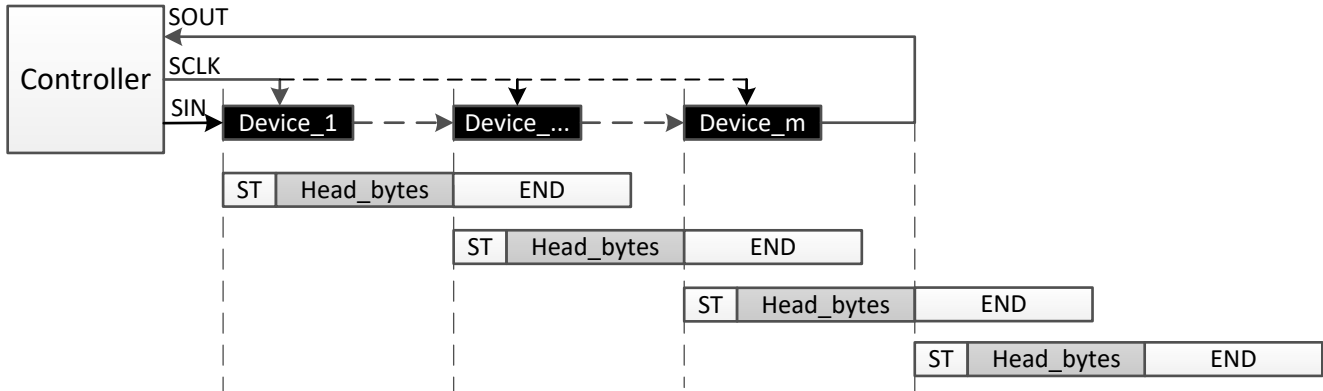 SOUT
Controller
SCLK
SIN
Device_1 Device_... Device_m
ST Head_bytes END
ST Head_bytes END
ST Head_bytes END
ST Head_bytes END